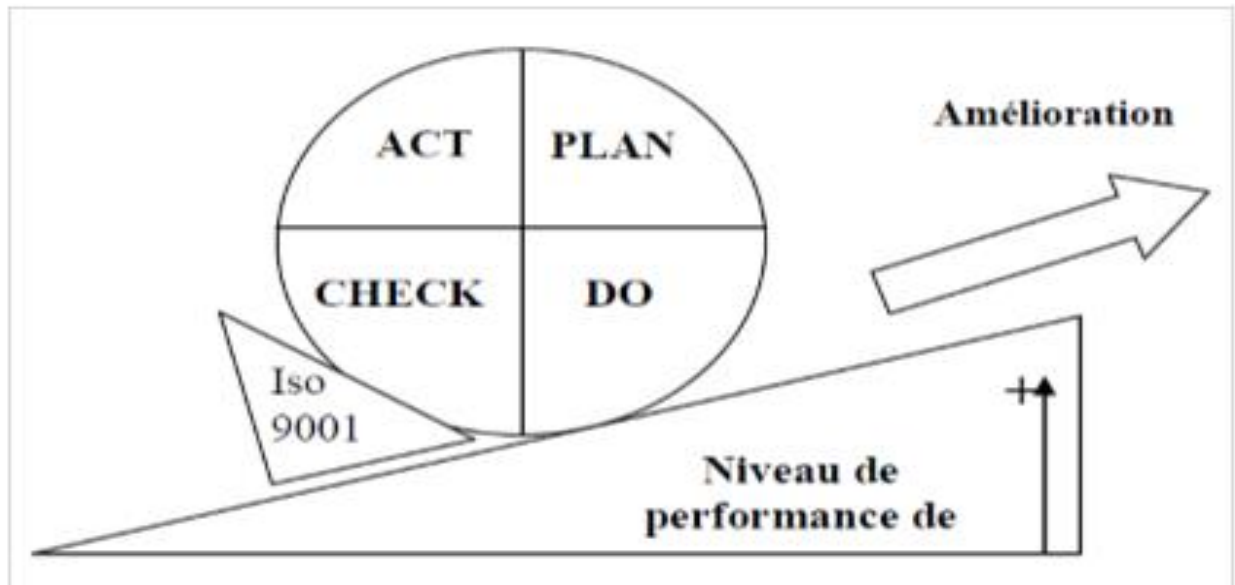 Amélioration
ACT PLAN
CHECK DO
Iso
9001
+
Niveau de
performance de